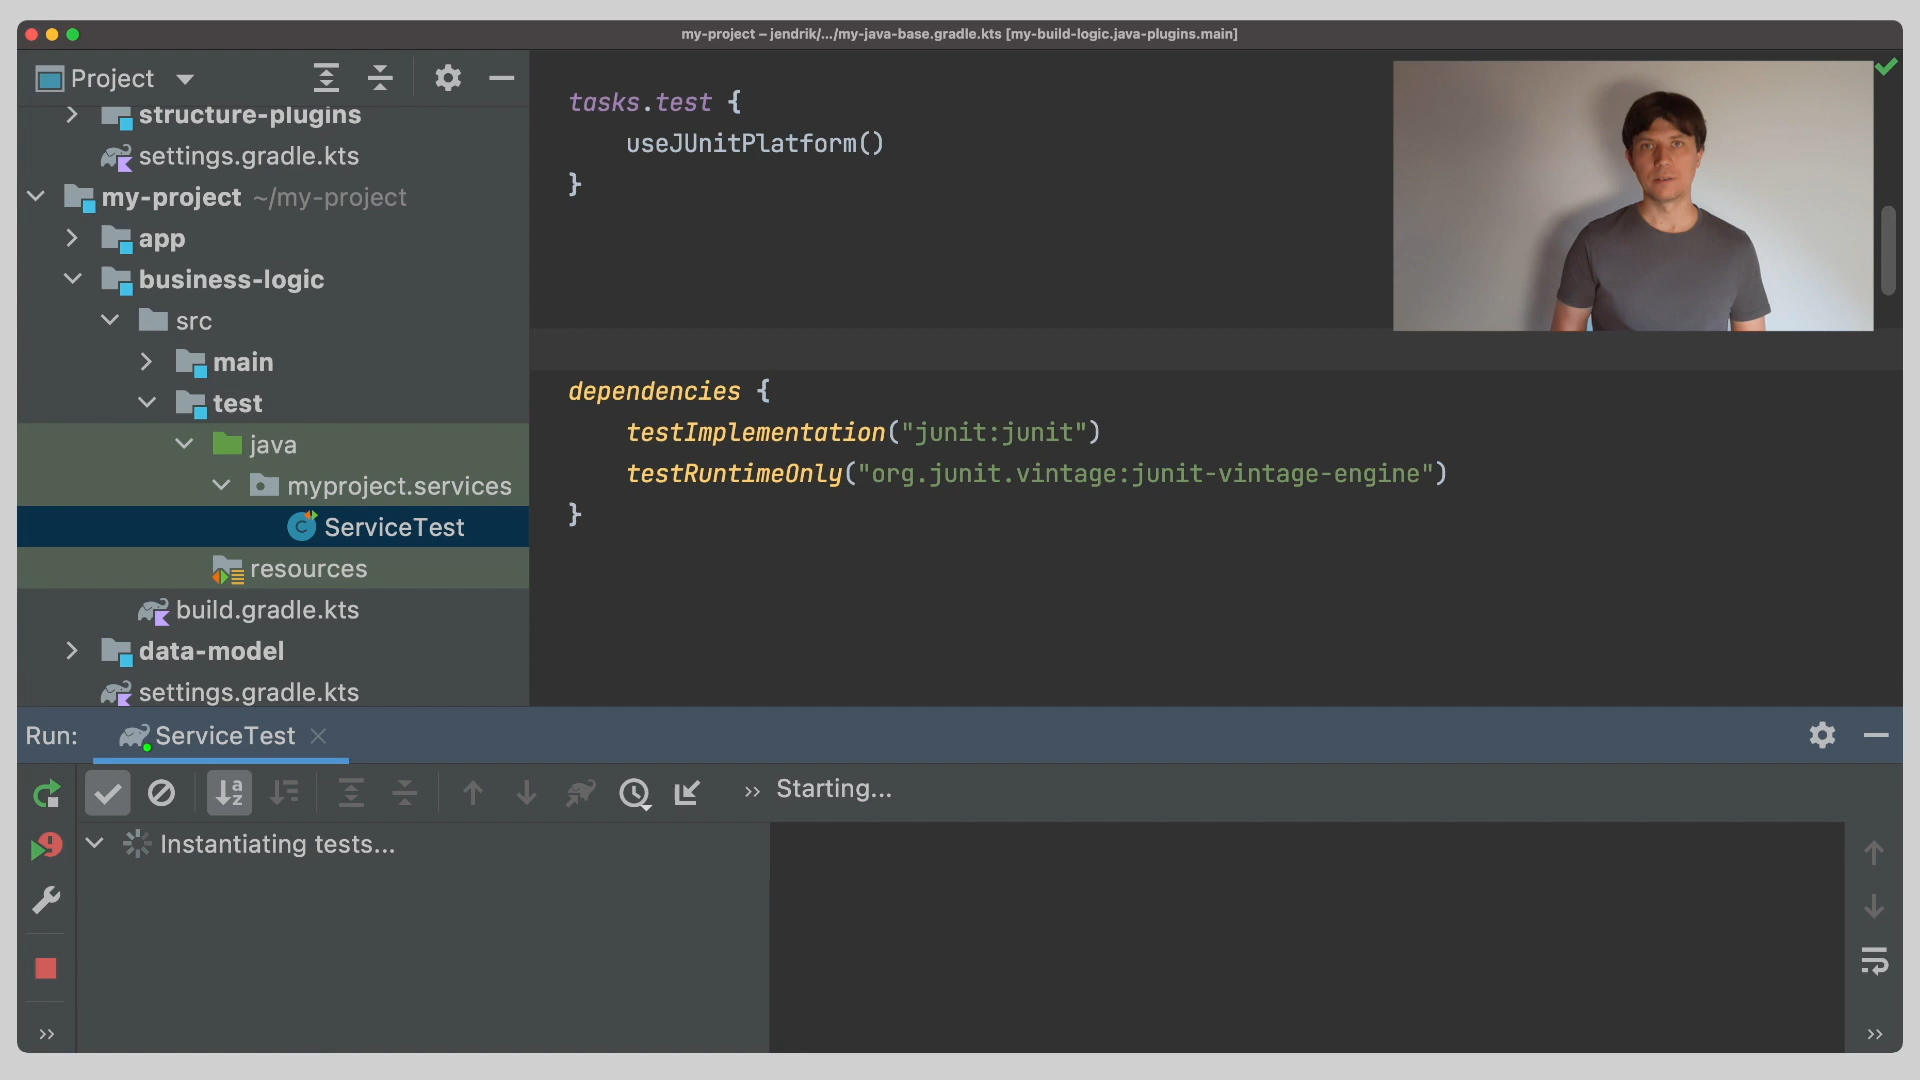 my-project – jendrik/.../my-java-base.gradle.kts [my-build-logic.java-plugins.main]
Project
structure-plugins
settings.gradle.kts
my-project ~/my-project
app
business-logic
src
main
test
java
myproject.services
ServiceTest
resources
build.gradle.kts
data-model
settings.gradle.kts
tasks.test {
useJUnitPlatform()
}
dependencies {
testImplementation("junit:junit")
testRuntimeOnly("org.junit.vintage:junit-vintage-engine")
}
Run: ServiceTest
Starting...
Instantiating tests...